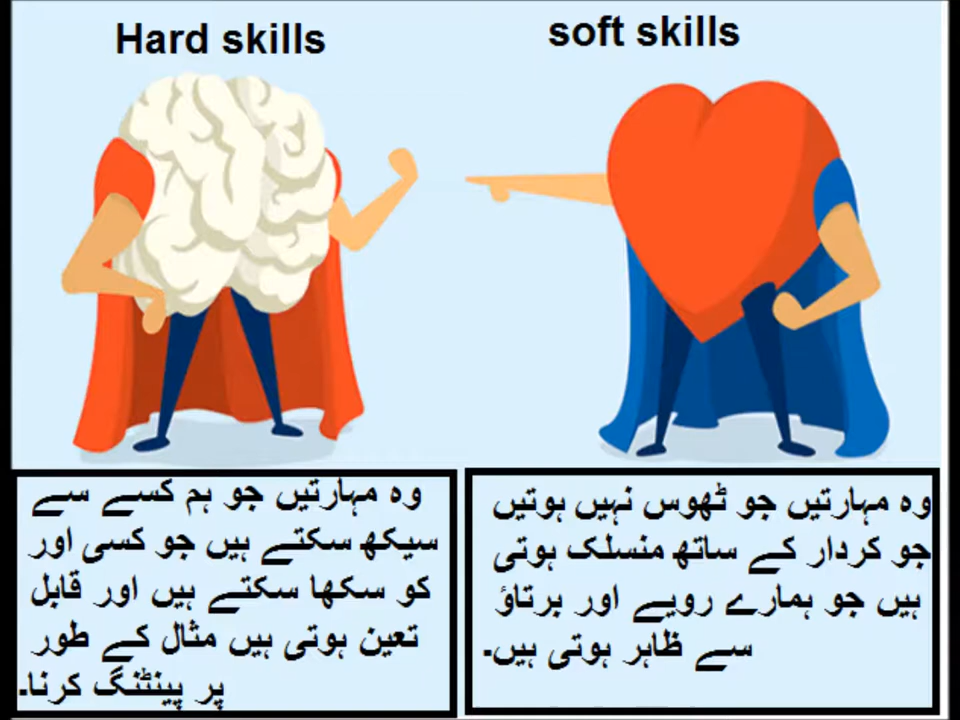 Hard skills
soft skills
وہ مہارتیں جو ہم کسے سے
سیکھ سکتے ہیں جو کسی اور
کو سکھا سکتے ہیں اور قابل
تعین ہوتی ہیں مثال کے طور
پر پینٹنگ کرنا۔
وہ مہارتیں جو ٹھوس نہیں ہوتیں
جو کردار کے ساتھ منسلک ہوتی
ہیں جو ہمارے رویے اور برتاؤ
سے ظاہر ہوتی ہیں۔